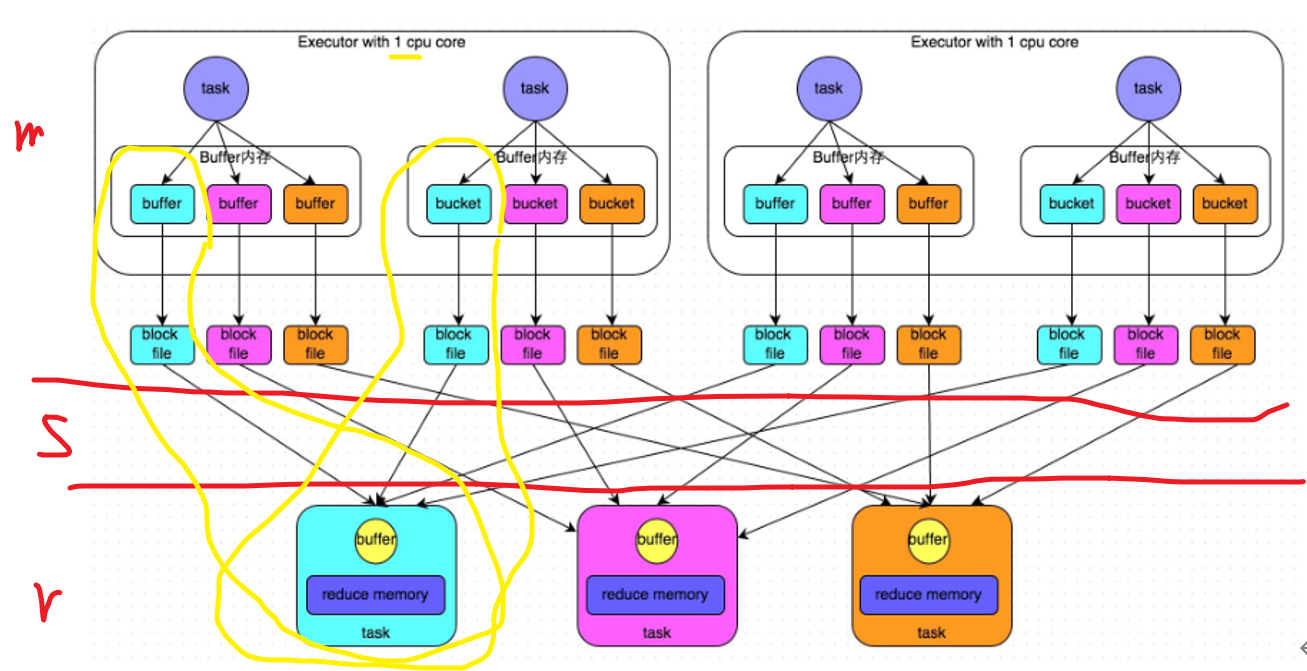 Executor with 1 cpu core
Executor with 1 cpu core
task
task
task
task
m
Buffer内存
Buffer内存
Buffer内存
Buffer内存
buffer
buffer
buffer
bucket
bucket
bucket
buffer
buffer
buffer
bucket
bucket
bucket
block
file
block
file
block
file
block
file
block
file
block
file
block
file
block
file
block
file
block
file
block
file
block
file
S
buffer
buffer
buffer
r
reduce memory
reduce memory
reduce memory
task
task
task